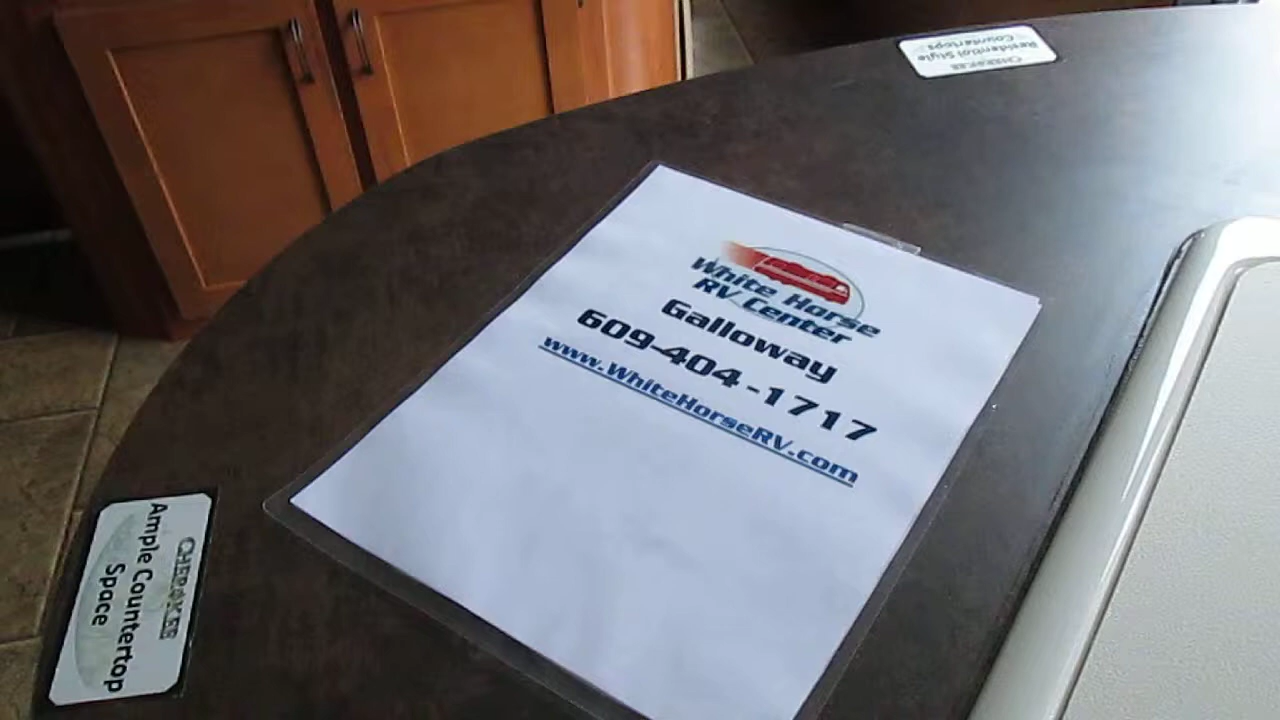 CHEROKEE
Residential Style
Countertops
White Horse
RV Center
Galloway
609-404-1717
www.WhiteHorseRV.com
CHEROKEE
Ample Countertop
Space